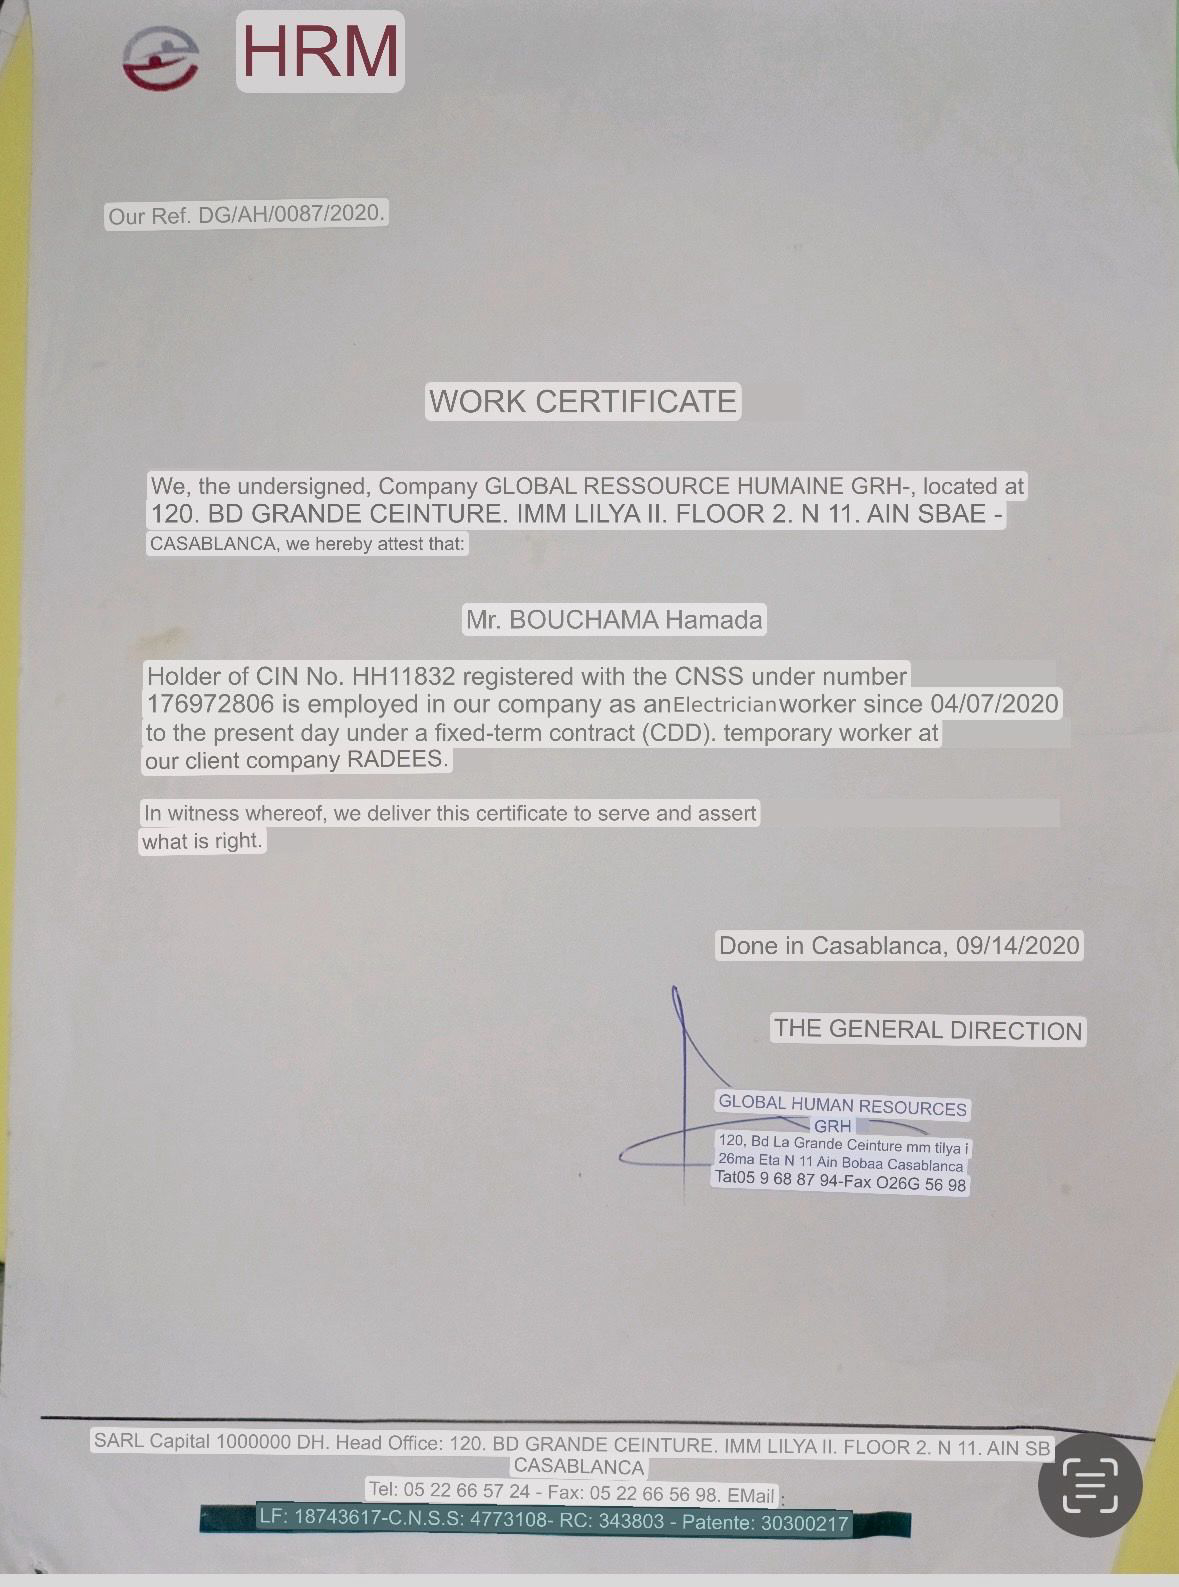 HRM
Our Ref. DG/AH/0087/2020.
WORK CERTIFICATE
We, the undersigned, Company GLOBAL RESSOURCE HUMAINE GRH-, located at
120. BD GRANDE CEINTURE. IMM LILYA II. FLOOR 2. N 11. AIN SBAE -
CASABLANCA, we hereby attest that:
Mr. BOUCHAMA Hamada
Holder of CIN No. HH11832 registered with the CNSS under number
176972806 is employed in our company as an Electrician worker since 04/07/2020
to the present day under a fixed-term contract (CDD). temporary worker at
our client company RADEES.
In witness whereof, we deliver this certificate to serve and assert
what is right.
Done in Casablanca, 09/14/2020
THE GENERAL DIRECTION
GLOBAL HUMAN RESOURCES
GRH
120, Bd La Grande Ceinture mm tilya i
26ma Eta N 11 Ain Bobaa Casablanca
Tat05 9 68 87 94-Fax O26G 56 98
SARL Capital 1000000 DH. Head Office: 120. BD GRANDE CEINTURE. IMM LILYA II. FLOOR 2. N 11. AIN SB
CASABLANCA
Tel: 05 22 66 57 24 - Fax: 05 22 66 56 98. EMail :
LF: 18743617-C.N.S.S: 4773108- RC: 343803 - Patente: 30300217